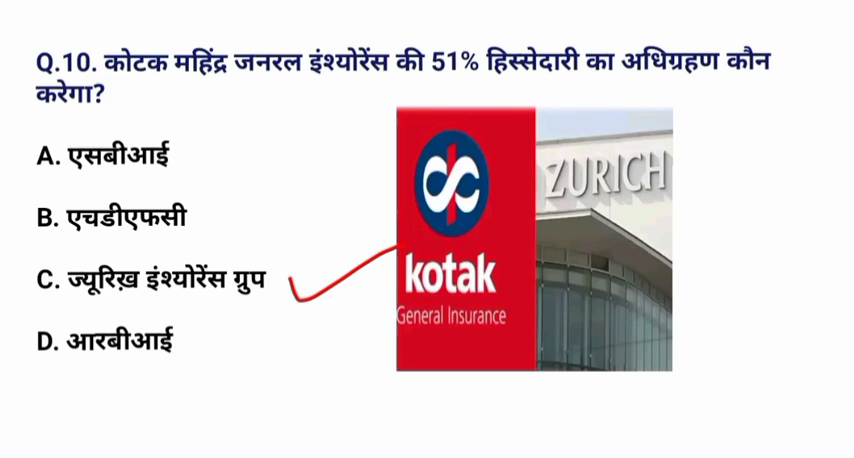 Q.10. कोटक महिंद्र जनरल इंश्योरेंस की 51% हिस्सेदारी का अधिग्रहण कौन
करेगा?
A. एसबीआई
B. एचडीएफसी
C. ज्यूरिख़ इंश्योरेंस ग्रुप
D. आरबीआई
ZURICH
kotak
General Insurance